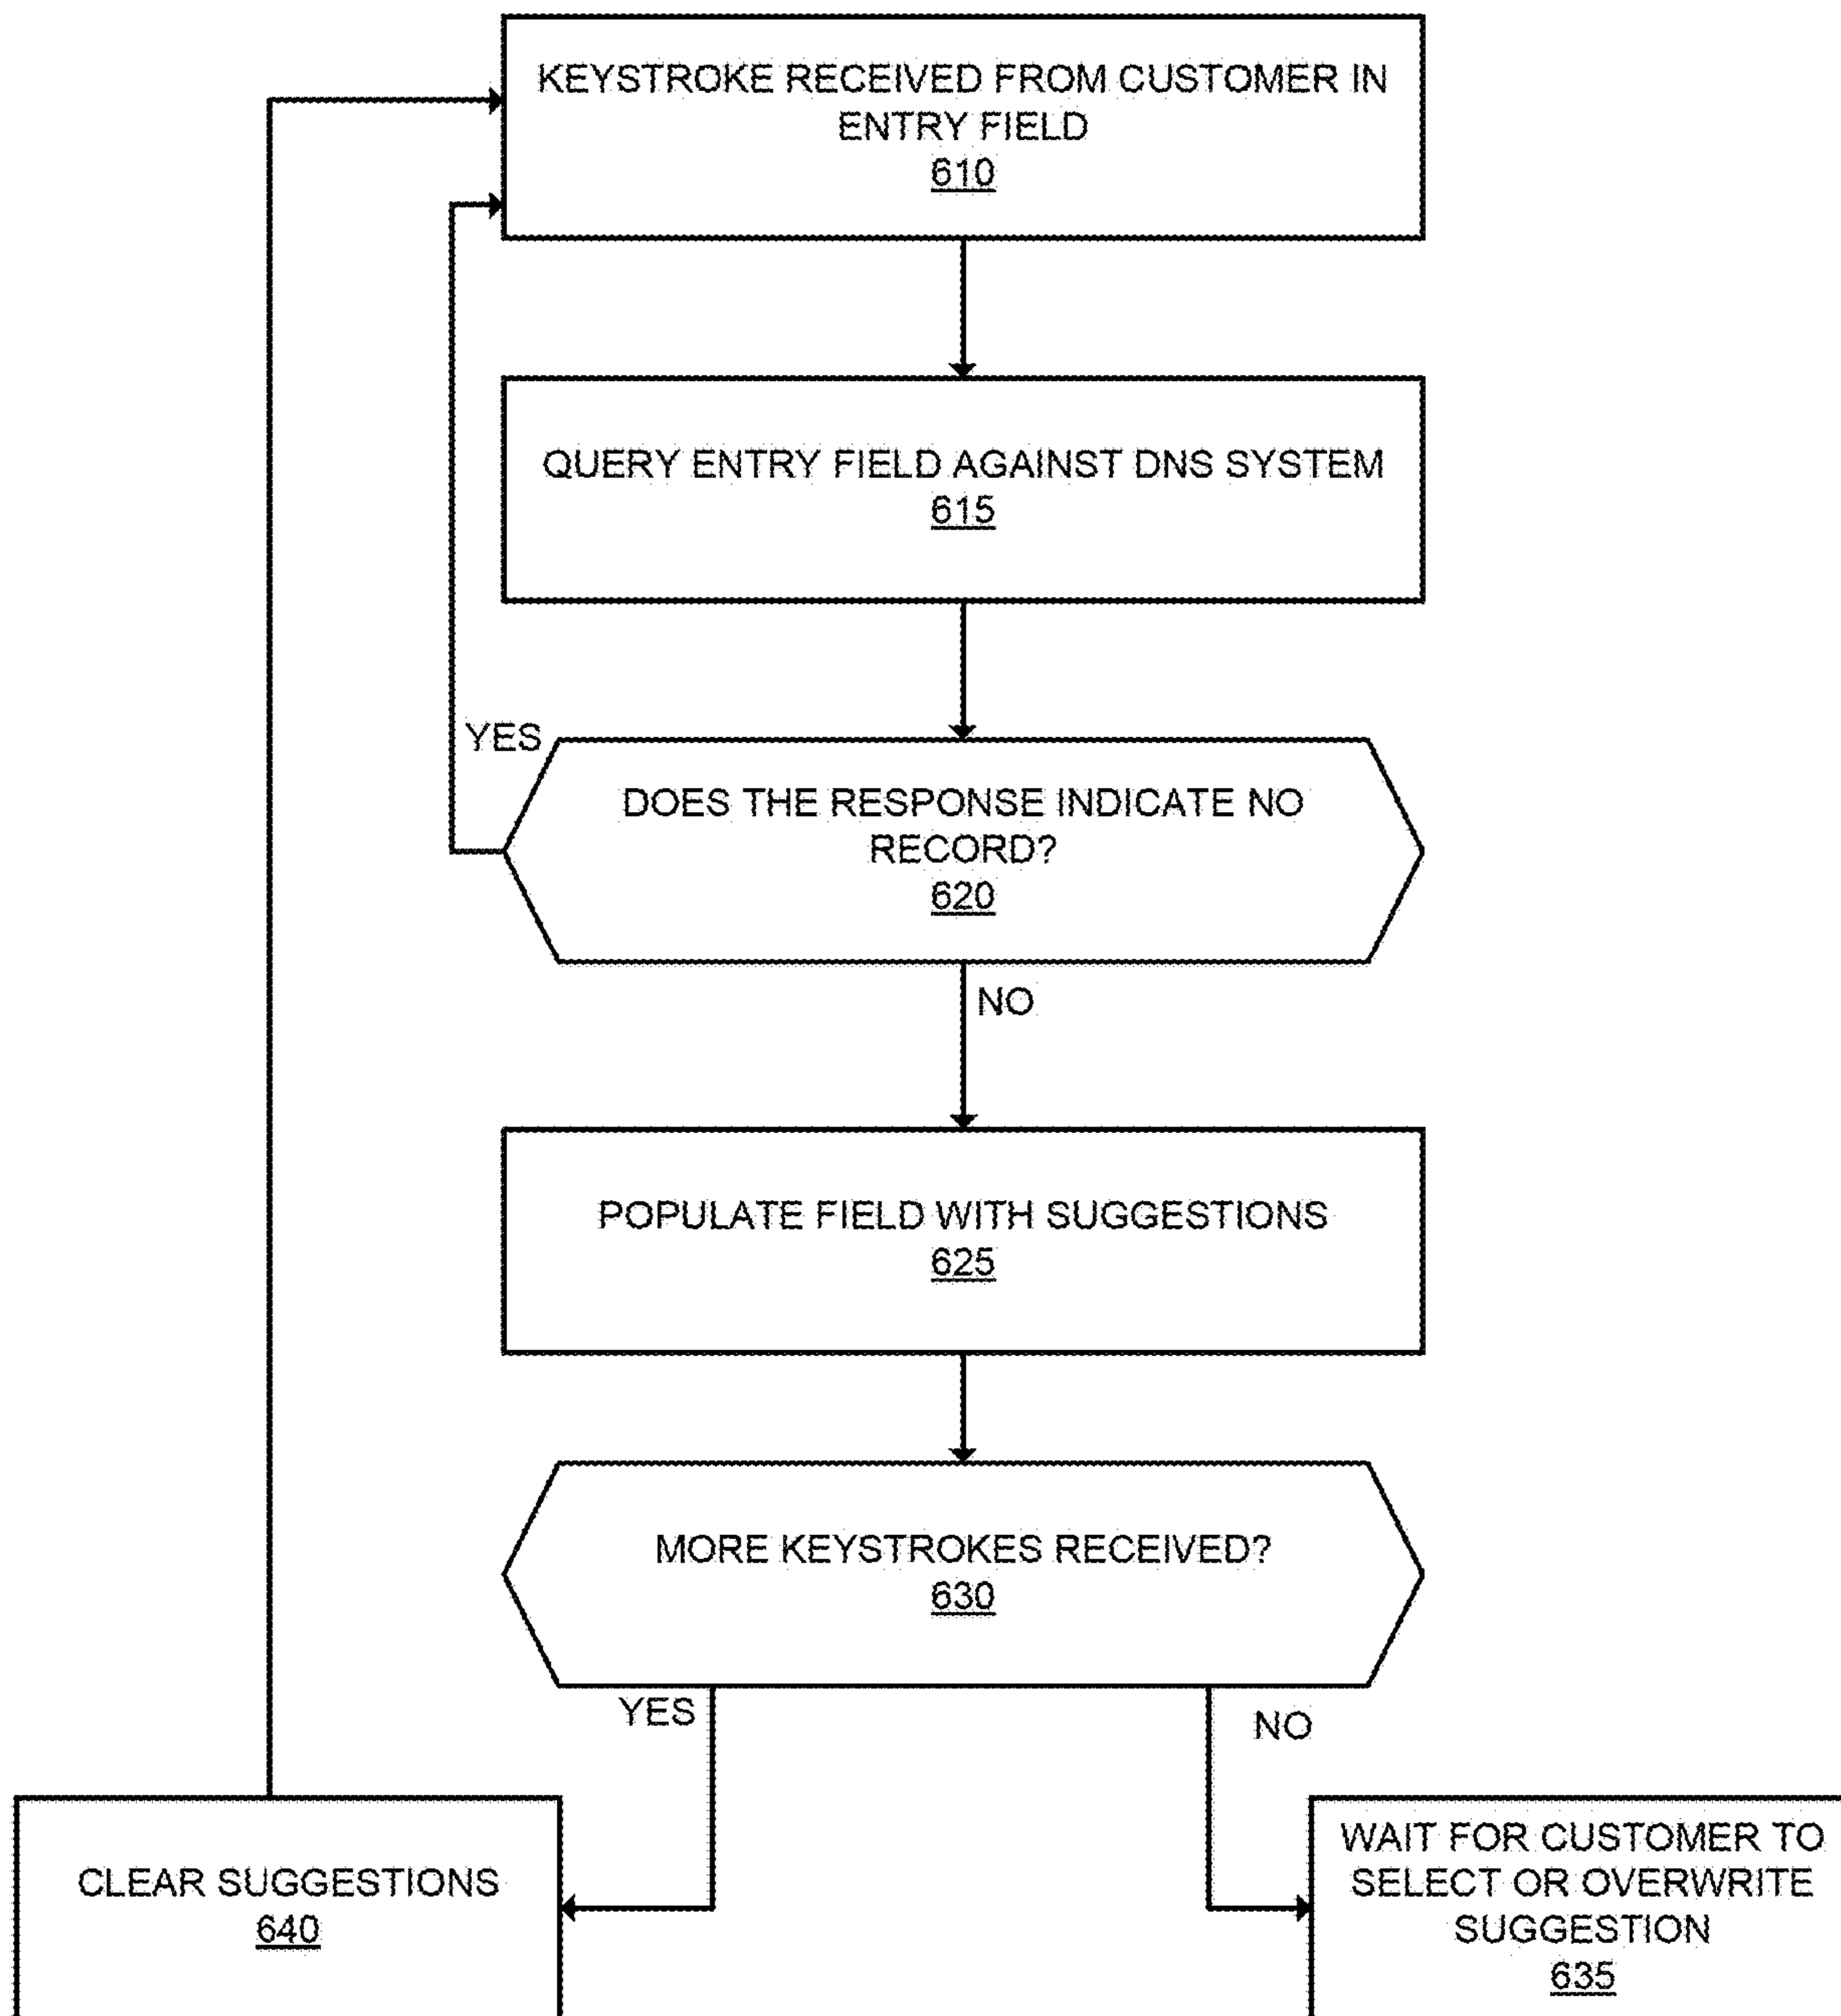 KEYSTROKE RECEIVED FROM CUSTOMER IN
ENTRY FIELD
610
QUERY ENTRY FIELD AGAINST DNS SYSTEM
615
YES
DOES THE RESPONSE INDICATE NO
RECORD?
620
NO
POPULATE FIELD WITH SUGGESTIONS
625
MORE KEYSTROKES RECEIVED?
630
YES
NO
CLEAR SUGGESTIONS
640
WAIT FOR CUSTOMER TO
SELECT OR OVERWRITE
SUGGESTION
635